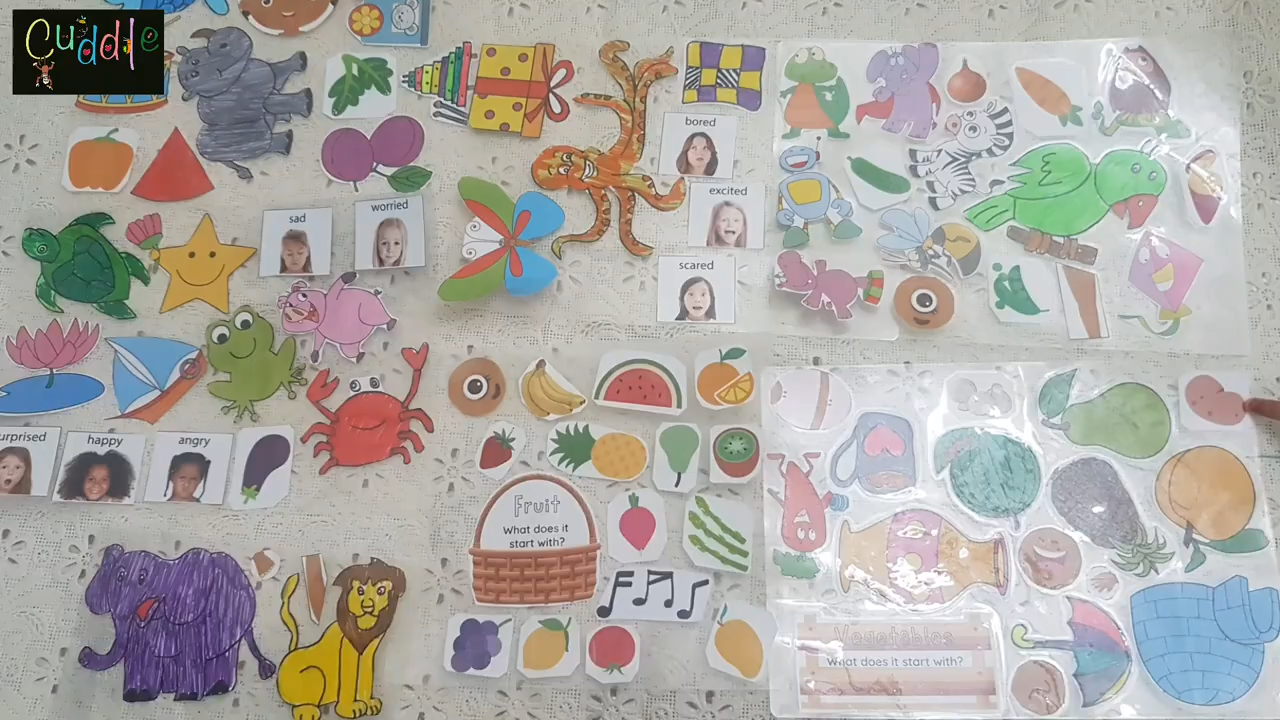 Cuddle
bored
excited
scared
sad
worried
urprised
happy
angry
Fruit
What does it
start with?
Vegetables
What does it start with?